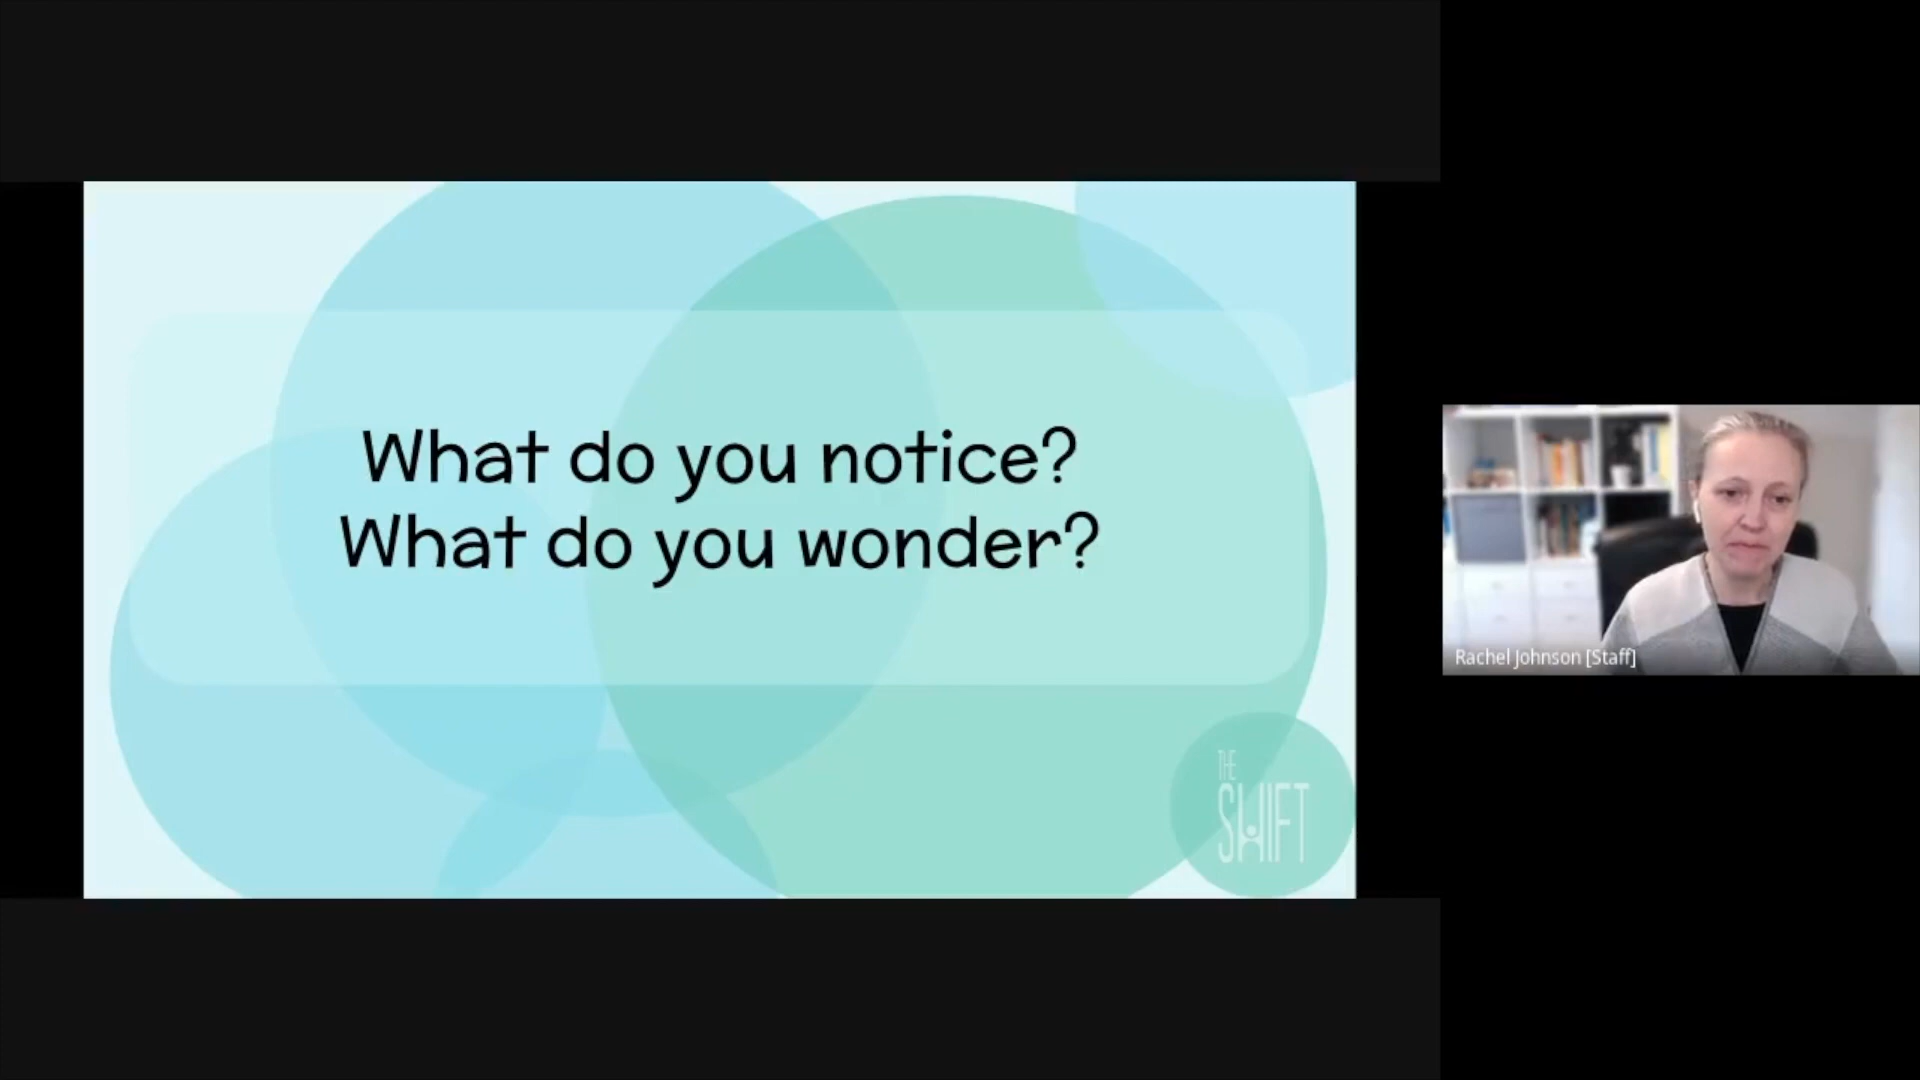 What do you notice?
What do you wonder?
THE
SHIFT
Rachel Johnson [Staff]